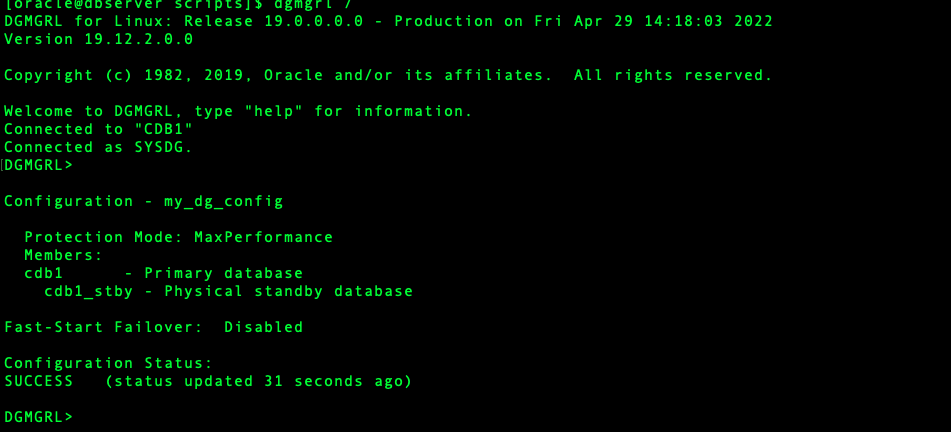 [oracle@dbserver scripts]$ dgmgrl /
DGMGRL for Linux: Release 19.0.0.0.0 - Production on Fri Apr 29 14:18:03 2022
Version 19.12.2.0.0
Copyright (c) 1982, 2019, Oracle and/or its affiliates.  All rights reserved.
Welcome to DGMGRL, type "help" for information.
Connected to "CDB1"
Connected as SYSDG.
DGMGRL>
Configuration - my_dg_config
  Protection Mode: MaxPerformance
  Members:
  cdb1      - Primary database
    cdb1_stby - Physical standby database
Fast-Start Failover:  Disabled
Configuration Status:
SUCCESS   (status updated 31 seconds ago)
DGMGRL>